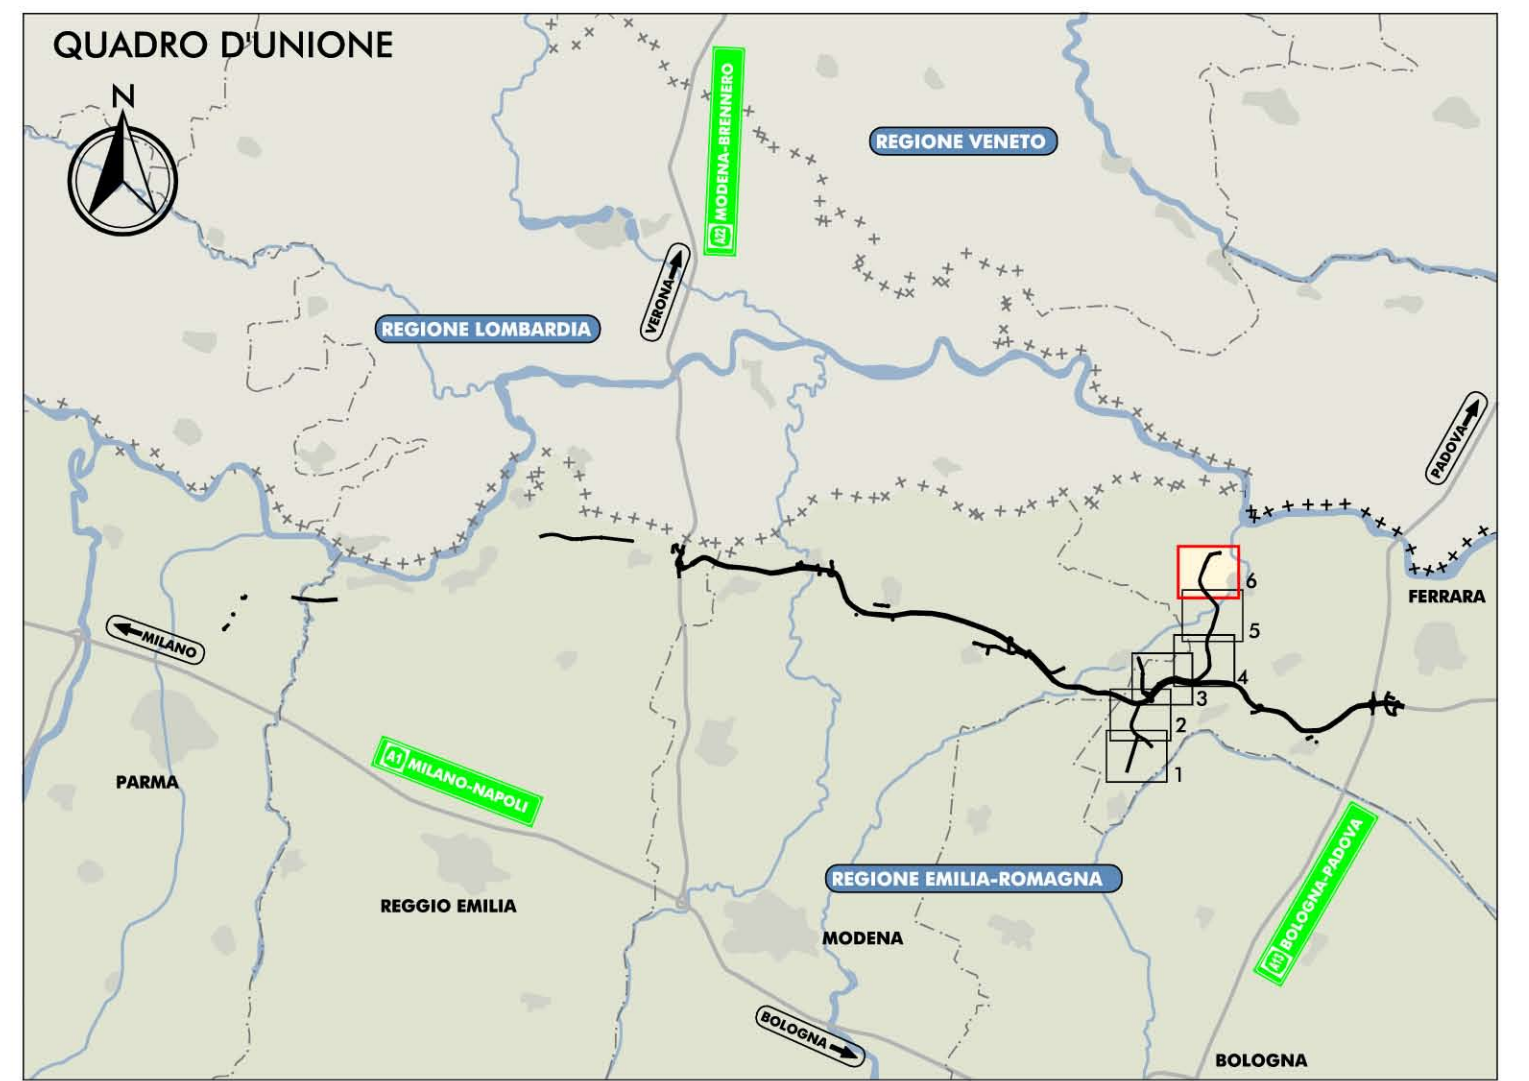 QUADRO D'UNIONE
N
A22 MODENA-BRENNERO
REGIONE VENETO
VERONA
REGIONE LOMBARDIA
PADOVA
6
FERRARA
5
MILANO
4
3
2
1
A1 MILANO-NAPOLI
PARMA
A13 BOLOGNA-PADOVA
REGIONE EMILIA-ROMAGNA
REGGIO EMILIA
MODENA
BOLOGNA
BOLOGNA